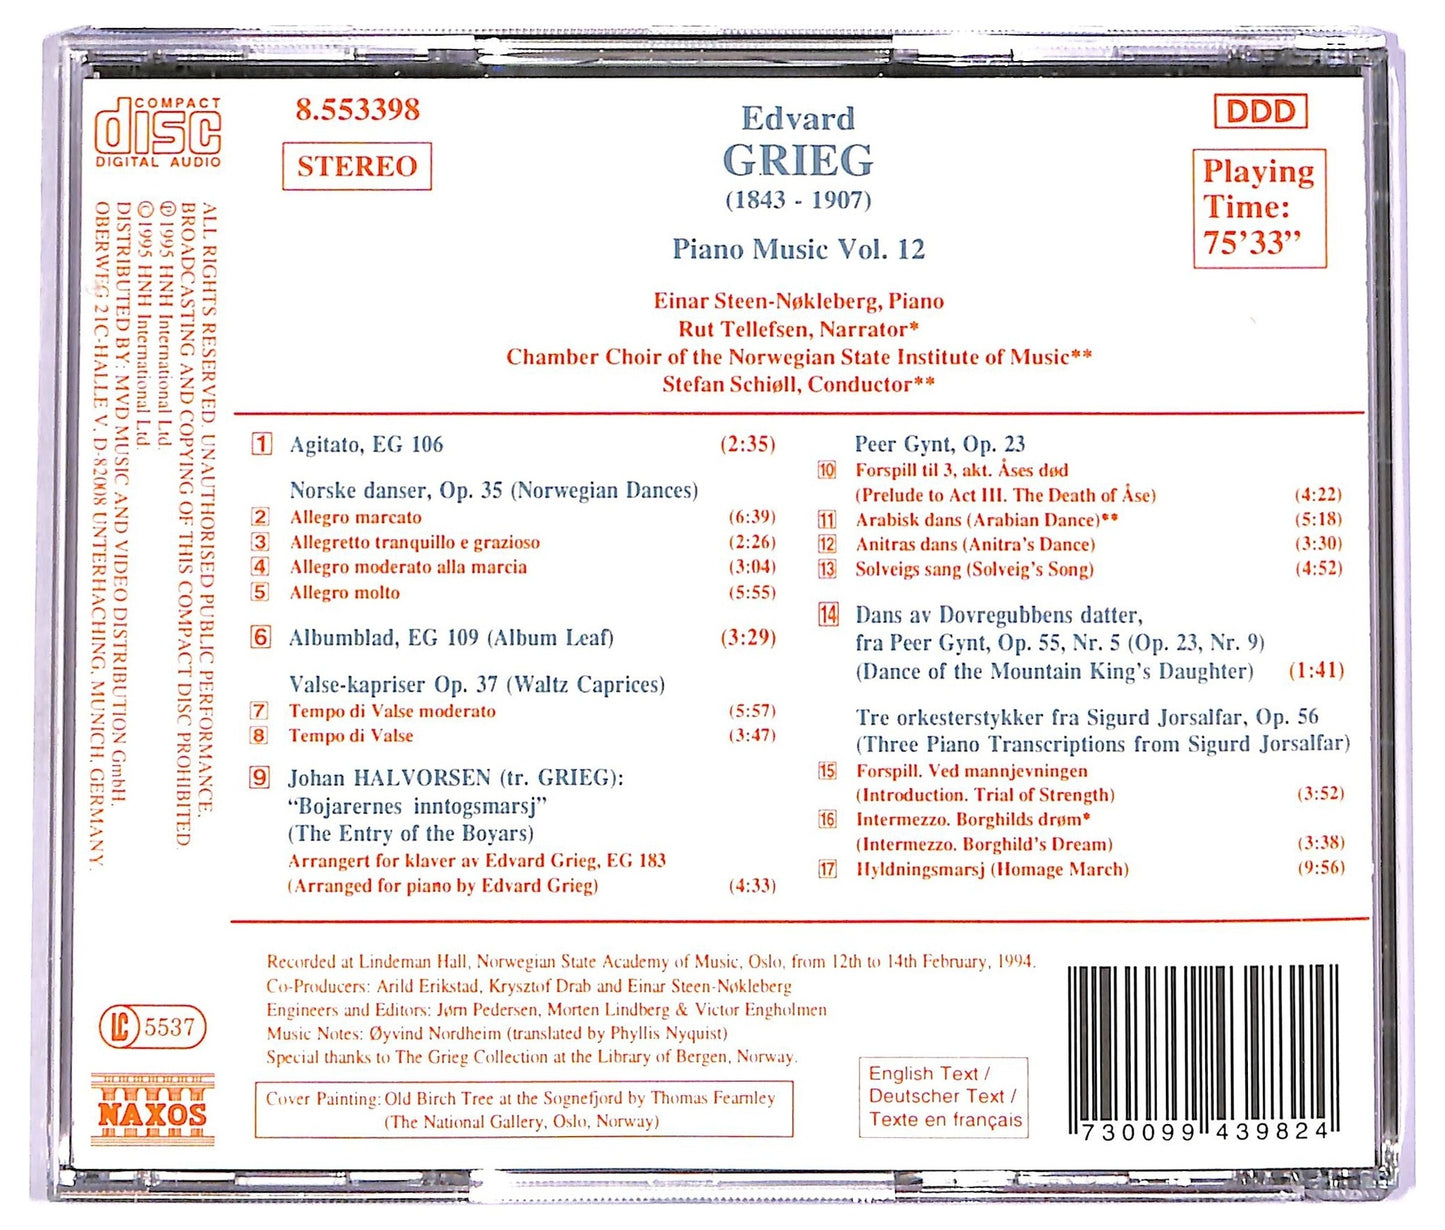 COMPACT
disc
DIGITAL AUDIO
8.553398
STEREO
Edvard
GRIEG
(1843 - 1907)
Piano Music Vol. 12
DDD
Playing
Time:
75’33”
Einar Steen-Nøkleberg, Piano
Rut Tellefsen, Narrator*
Chamber Choir of the Norwegian State Institute of Music**
Stefan Schiøll, Conductor**
ALL RIGHTS RESERVED. UNAUTHORISED PUBLIC PERFORMANCE.
BROADCASTING AND COPYING OF THIS COMPACT DISC PROHIBITED
℗ 1995 HNH International Ltd.
© 1995 HNH International Ltd.
DISTRIBUTED BY: MVD MUSIC AND VIDEO DISTRIBUTION GmbH,
OBERWEG 21C-HALLE V, D-82008 UNTERHACHING, MUNICH, GERMANY.
1 Agitato, EG 106 (2:35)
Norske danser, Op. 35 (Norwegian Dances)
2 Allegro marcato (6:39)
3 Allegretto tranquillo e grazioso (2:26)
4 Allegro moderato alla marcia (3:04)
5 Allegro molto (5:55)
6 Albumblad, EG 109 (Album Leaf) (3:29)
Valse-kapriser Op. 37 (Waltz Caprices)
7 Tempo di Valse moderato (5:57)
8 Tempo di Valse (3:47)
9 Johan HALVORSEN (tr. GRIEG):
“Bojarernes inntogsmarsj”
(The Entry of the Boyars)
Arrangert for klaver av Edvard Grieg, EG 183
(Arranged for piano by Edvard Grieg) (4:33)
Peer Gynt, Op. 23
10 Forspill til 3, akt. Åses død
(Prelude to Act III. The Death of Åse) (4:22)
11 Arabisk dans (Arabian Dance)** (5:18)
12 Anitras dans (Anitra's Dance) (3:30)
13 Solveigs sang (Solveig's Song) (4:52)
14 Dans av Dovregubbens datter,
fra Peer Gynt, Op. 55, Nr. 5 (Op. 23, Nr. 9)
(Dance of the Mountain King's Daughter) (1:41)
Tre orkesterstykker fra Sigurd Jorsalfar, Op. 56
(Three Piano Transcriptions from Sigurd Jorsalfar)
15 Forspill. Ved mannjevningen
(Introduction. Trial of Strength) (3:52)
16 Intermezzo. Borghilds drøm*
(Intermezzo. Borghild's Dream) (3:38)
17 Hyldningsmarsj (Homage March) (9:56)
Recorded at Lindeman Hall, Norwegian State Academy of Music, Oslo, from 12th to 14th February, 1994.
Co-Producers: Arild Erikstad, Krysztof Drab and Einar Steen-Nøkleberg
Engineers and Editors: Jørn Pedersen, Morten Lindberg & Victor Engholmen
Music Notes: Øyvind Nordheim (translated by Phyllis Nyquist)
Special thanks to The Grieg Collection at the Library of Bergen, Norway.
Cover Painting: Old Birch Tree at the Sognefjord by Thomas Fearnley
(The National Gallery, Oslo, Norway)
English Text /
Deutscher Text /
Texte en français
LC 5537
NAXOS
730099 439824